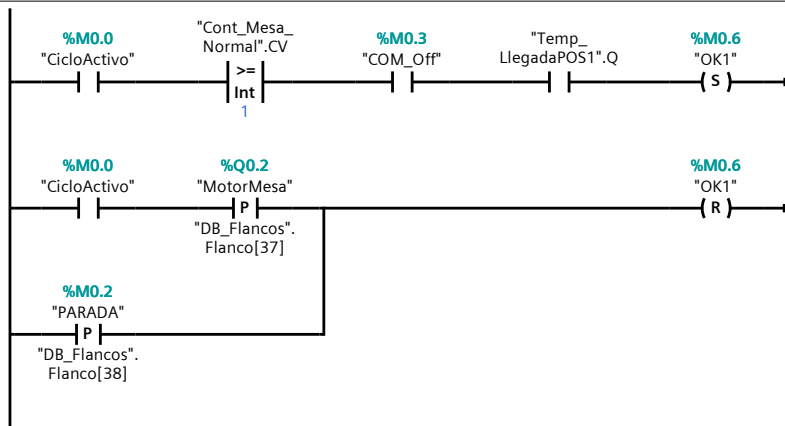 %M0.0
"CicloActivo"
"Cont_Mesa_
Normal".CV
>=
Int
1
%M0.3
"COM_Off"
"Temp_
LlegadaPOS1".Q
%M0.6
"OK1"
S
%M0.0
"CicloActivo"
%Q0.2
"MotorMesa"
P
"DB_Flancos".
Flanco[37]
%M0.6
"OK1"
R
%M0.2
"PARADA"
P
"DB_Flancos".
Flanco[38]